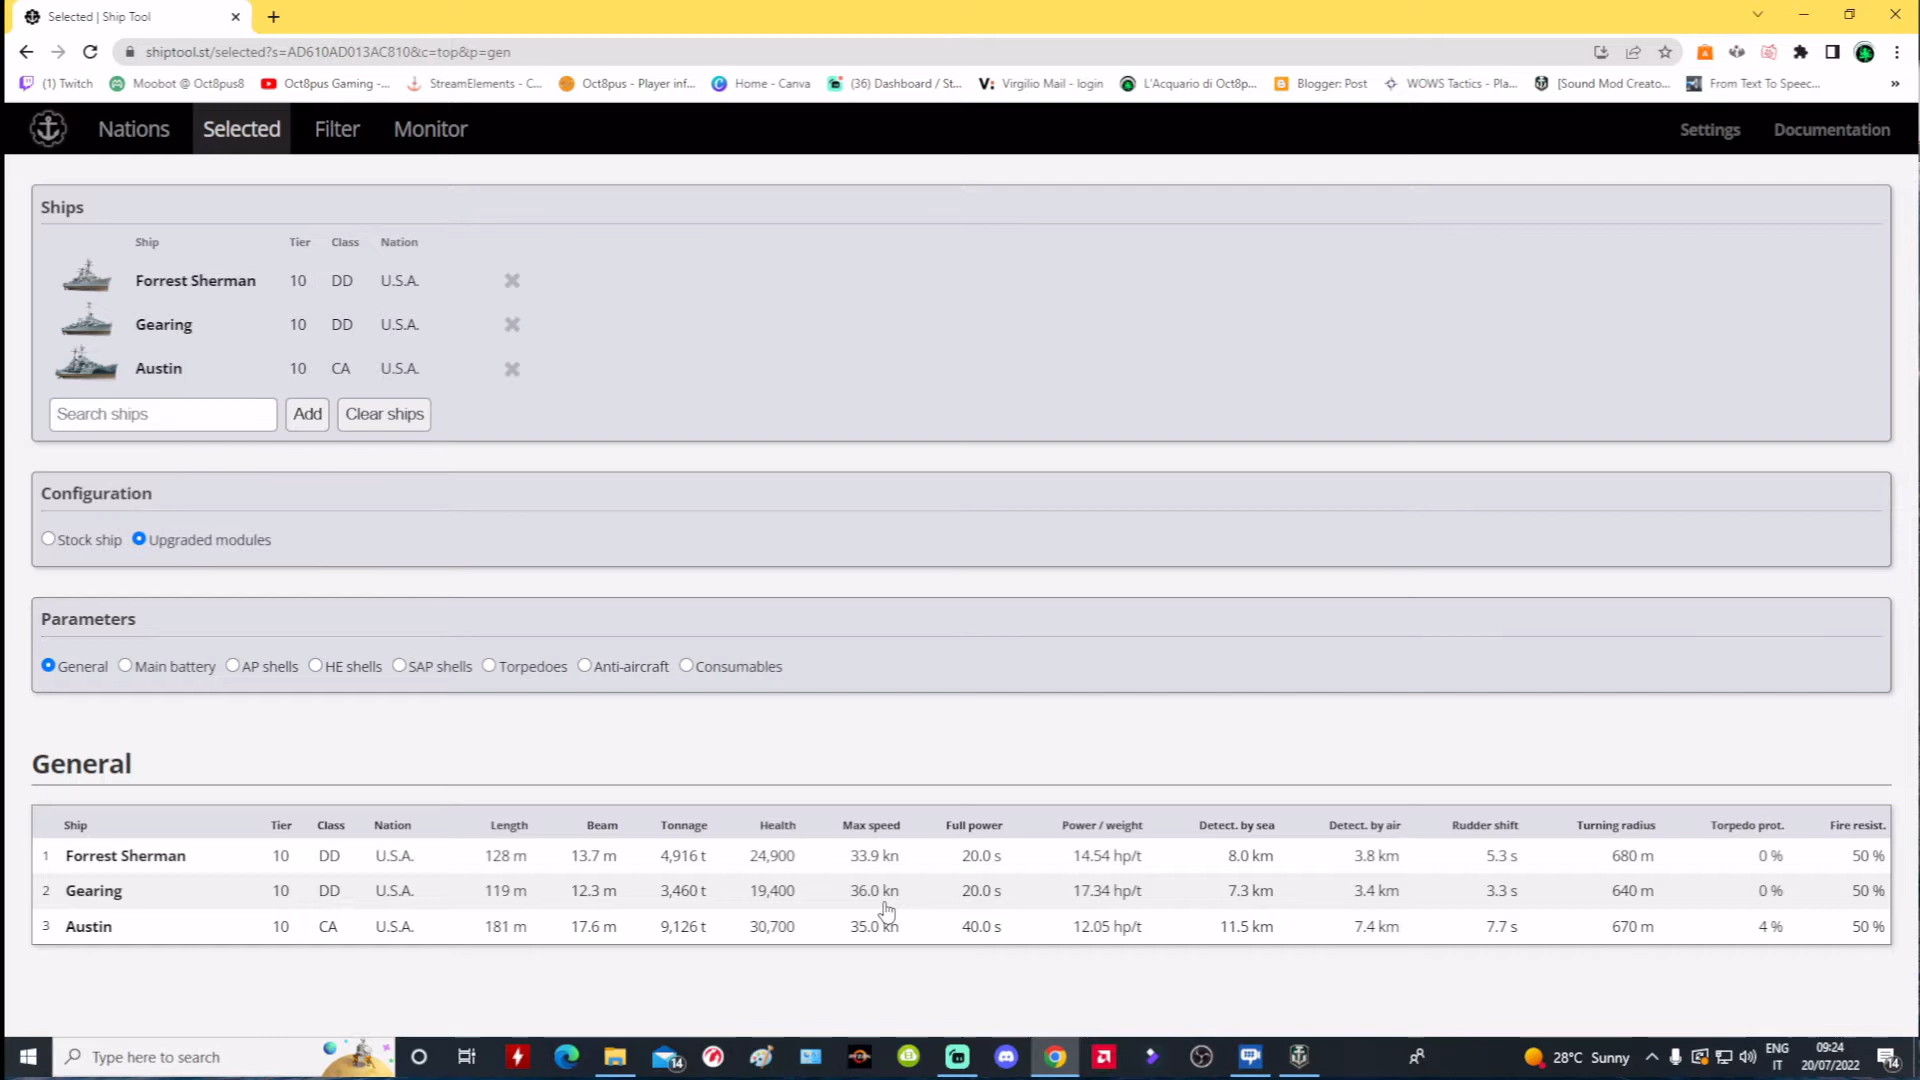 Selected | Ship Tool
shiptool.st/selected?s=AD610AD013AC810&c=top&p=gen
(1) Twitch Moobot @ Oct8pus8 Oct8pus Gaming -... StreamElements - C... Oct8pus - Player inf... Home - Canva (36) Dashboard / St... V: Virgilio Mail - login L'Acquario di Oct8p... Blogger: Post WOWS Tactics - Pla... [Sound Mod Creato... From Text To Speec... »
Nations Selected Filter Monitor Settings Documentation
Ships
Ship Tier Class Nation
Forrest Sherman 10 DD U.S.A.
Gearing 10 DD U.S.A.
Austin 10 CA U.S.A.
Search ships Add Clear ships
Configuration
Stock ship Upgraded modules
Parameters
General Main battery AP shells HE shells SAP shells Torpedoes Anti-aircraft Consumables
General
Ship Tier Class Nation Length Beam Tonnage Health Max speed Full power Power / weight Detect. by sea Detect. by air Rudder shift Turning radius Torpedo prot. Fire resist.
1 Forrest Sherman 10 DD U.S.A. 128 m 13.7 m 4,916 t 24,900 33.9 kn 20.0 s 14.54 hp/t 8.0 km 3.8 km 5.3 s 680 m 0 % 50 %
2 Gearing 10 DD U.S.A. 119 m 12.3 m 3,460 t 19,400 36.0 kn 20.0 s 17.34 hp/t 7.3 km 3.4 km 3.3 s 640 m 0 % 50 %
3 Austin 10 CA U.S.A. 181 m 17.6 m 9,126 t 30,700 35.0 kn 40.0 s 12.05 hp/t 11.5 km 7.4 km 7.7 s 670 m 4 % 50 %
Type here to search 14 28°C Sunny ENG 09:24
IT 20/07/2022 14